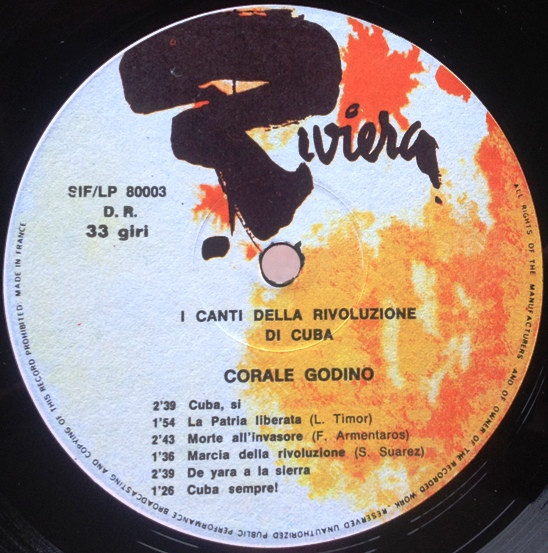 Riviera
SIF/LP 80003
D. R.
33 giri
I CANTI DELLA RIVOLUZIONE
DI CUBA
CORALE GODINO
2'39 Cuba, si
1'54 La Patria liberata (L. Timor)
2'43 Morte all'invasore (F. Armentaros)
1'36 Marcia della rivoluzione (S. Suarez)
2'39 De yara a la sierra
1'26 Cuba sempre!
ALL RIGHTS OF THE MANUFACTURERS AND OF OWNER OF THE RECORDED WORK RESERVED UNAUTHORIZED PUBLIC PERFORMANCE BROADCASTING AND COPYING OF THIS RECORD PROHIBITED MADE IN FRANCE